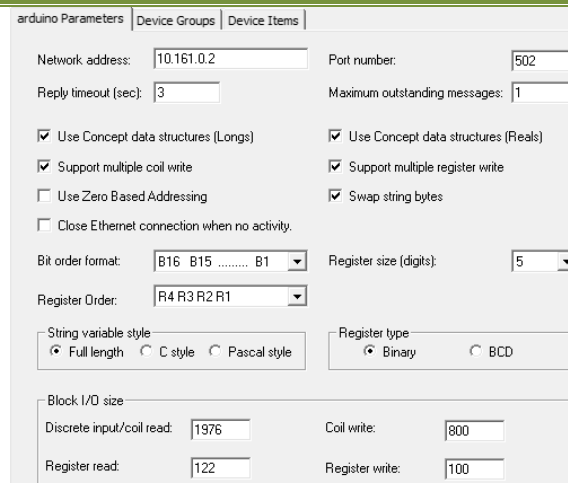 arduino Parameters Device Groups Device Items
Network address: 10.161.0.2 Port number: 502
Reply timeout (sec): 3 Maximum outstanding messages: 1
Use Concept data structures (Longs) Use Concept data structures (Reals)
Support multiple coil write Support multiple register write
Use Zero Based Addressing Swap string bytes
Close Ethernet connection when no activity.
Bit order format: B16 B15 ......... B1 Register size (digits): 5
Register Order: R4 R3 R2 R1
String variable style Register type
Full length C style Pascal style Binary BCD
Block I/O size
Discrete input/coil read: 1976 Coil write: 800
Register read: 122 Register write: 100